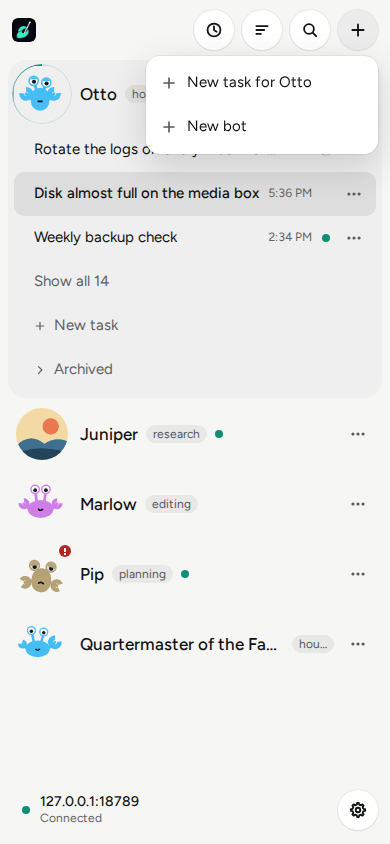 New task for Otto
New bot
Otto
Rotate the logs
Disk almost full on the media box 5:36 PM
Weekly backup check 2:34 PM
Show all 14
New task
Archived
Juniper research
Marlow editing
Pip planning
Quartermaster of the Fa... hou...
127.0.0.1:18789
Connected